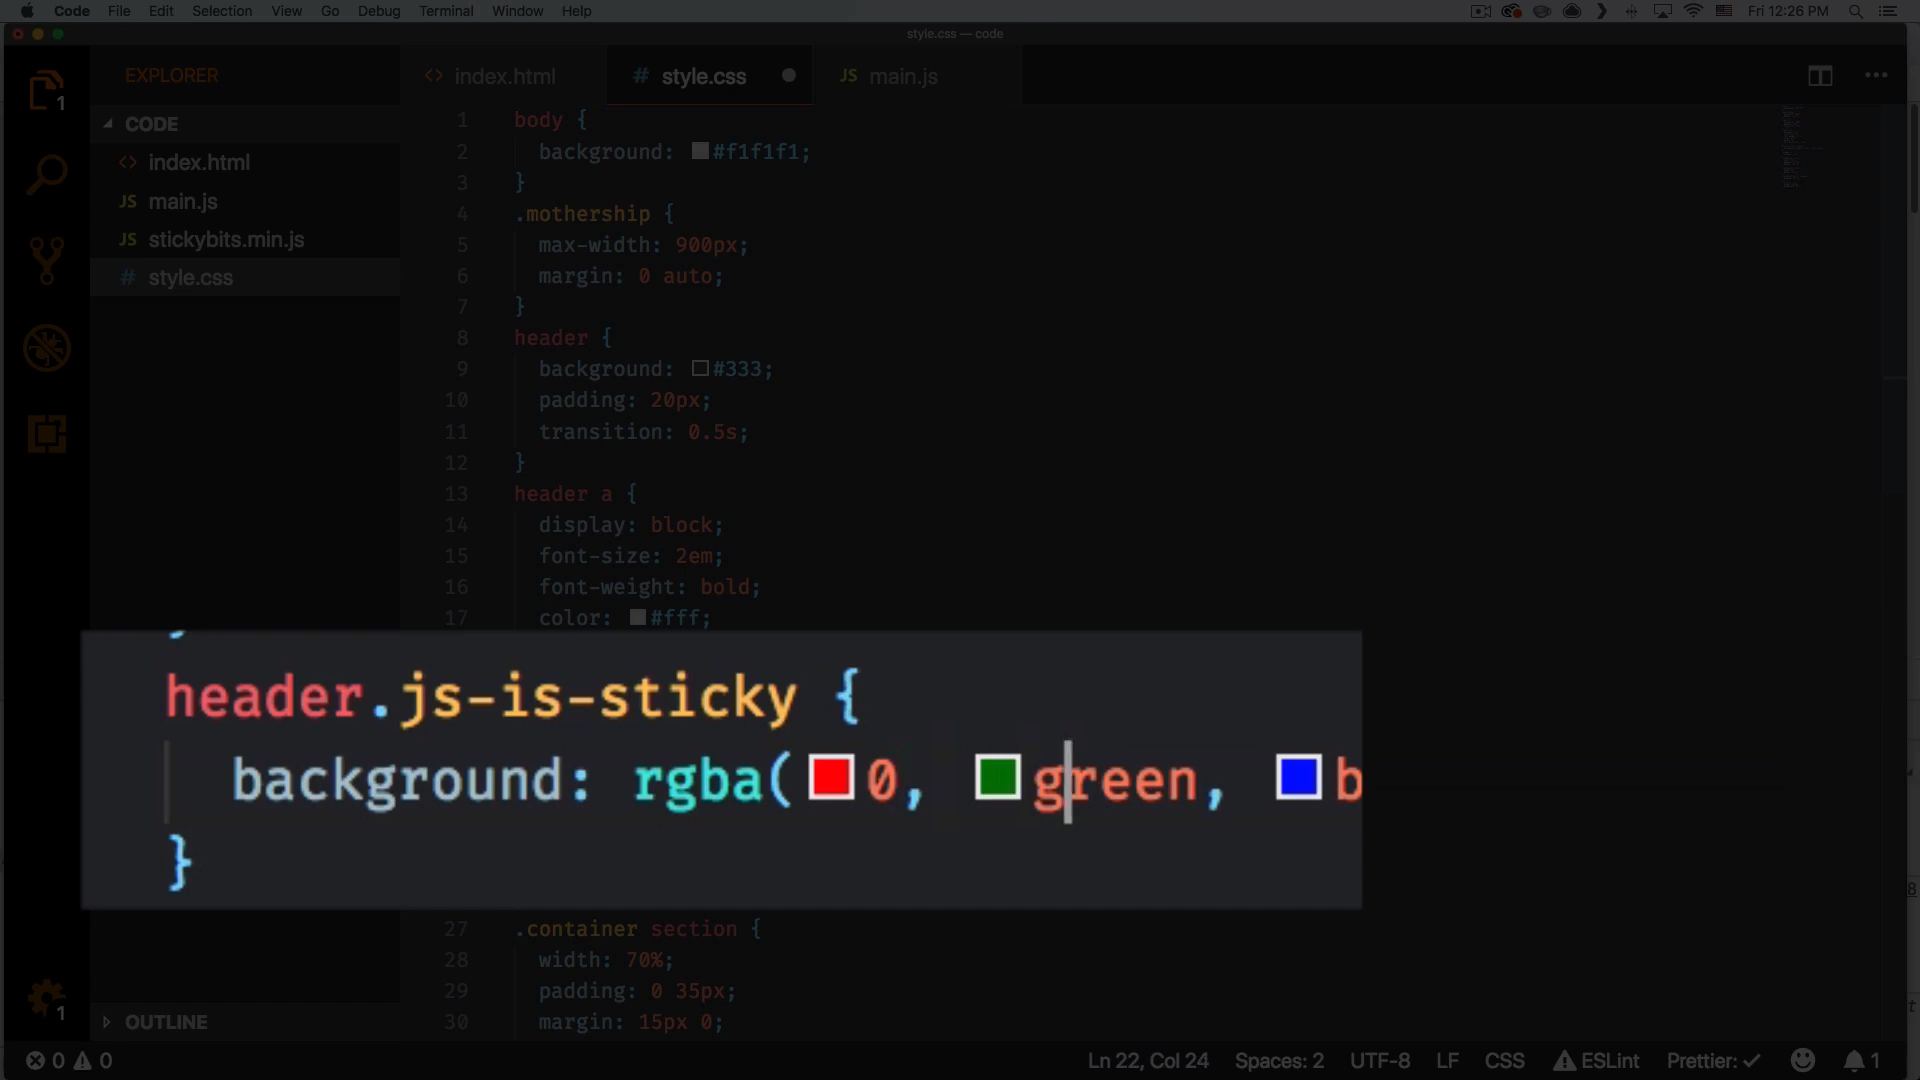 Code File Edit Selection View Go Debug Terminal Window Help Fri 12:26 PM
style.css — code
EXPLORER
1
CODE
index.html
JS main.js
JS stickybits.min.js
# style.css
OUTLINE
1
<> index.html
# style.css
JS main.js
1 body {
2 background: #f1f1f1;
3 }
4 .mothership {
5 max-width: 900px;
6 margin: 0 auto;
7 }
8 header {
9 background: #333;
10 padding: 20px;
11 transition: 0.5s;
12 }
13 header a {
14 display: block;
15 font-size: 2em;
16 font-weight: bold;
17 color: #fff;
header.js-is-sticky {
background: rgba(0, green, b
}
27 .container section {
28 width: 70%;
29 padding: 0 35px;
30 margin: 15px 0;
0 0 Ln 22, Col 24 Spaces: 2 UTF-8 LF CSS ESLint Prettier: ✓ 1